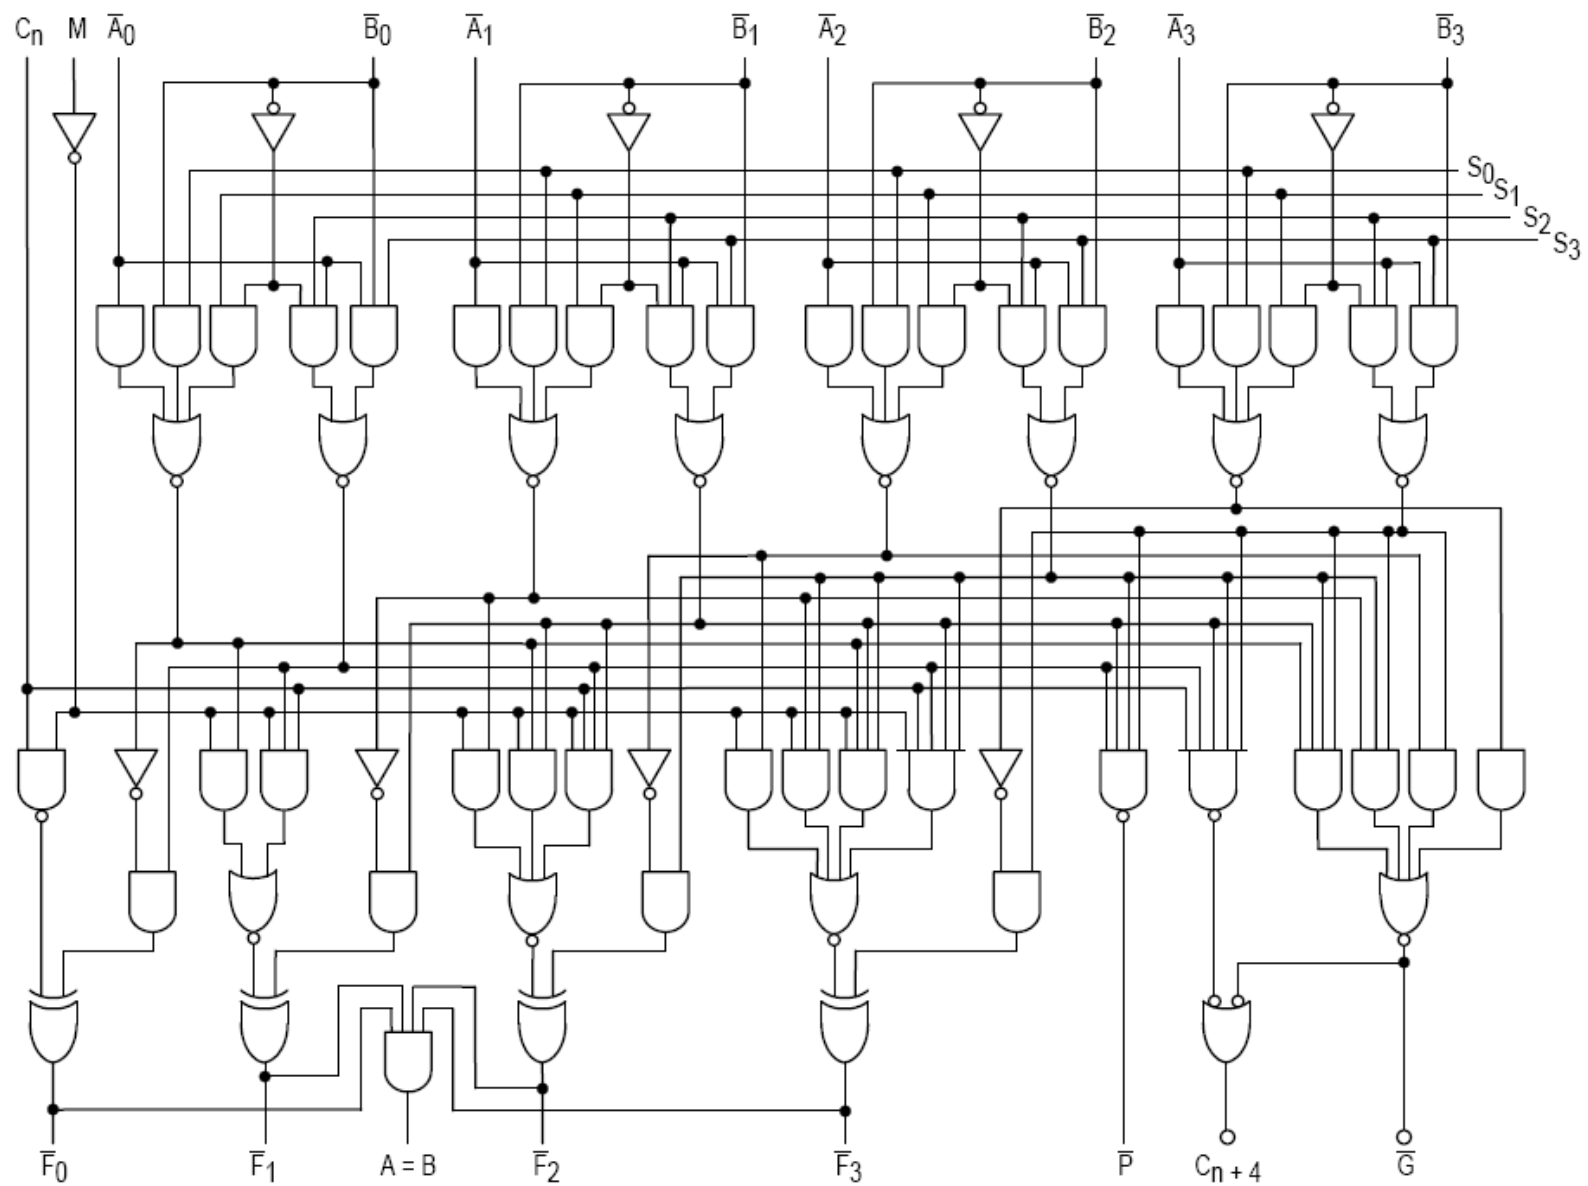 Cn M A̅0 B̅0 A̅1 B̅1 A̅2 B̅2 A̅3 B̅3
S0
S1
S2
S3
F̅0 F̅1 A = B F̅2 F̅3 P̅ Cn + 4 G̅